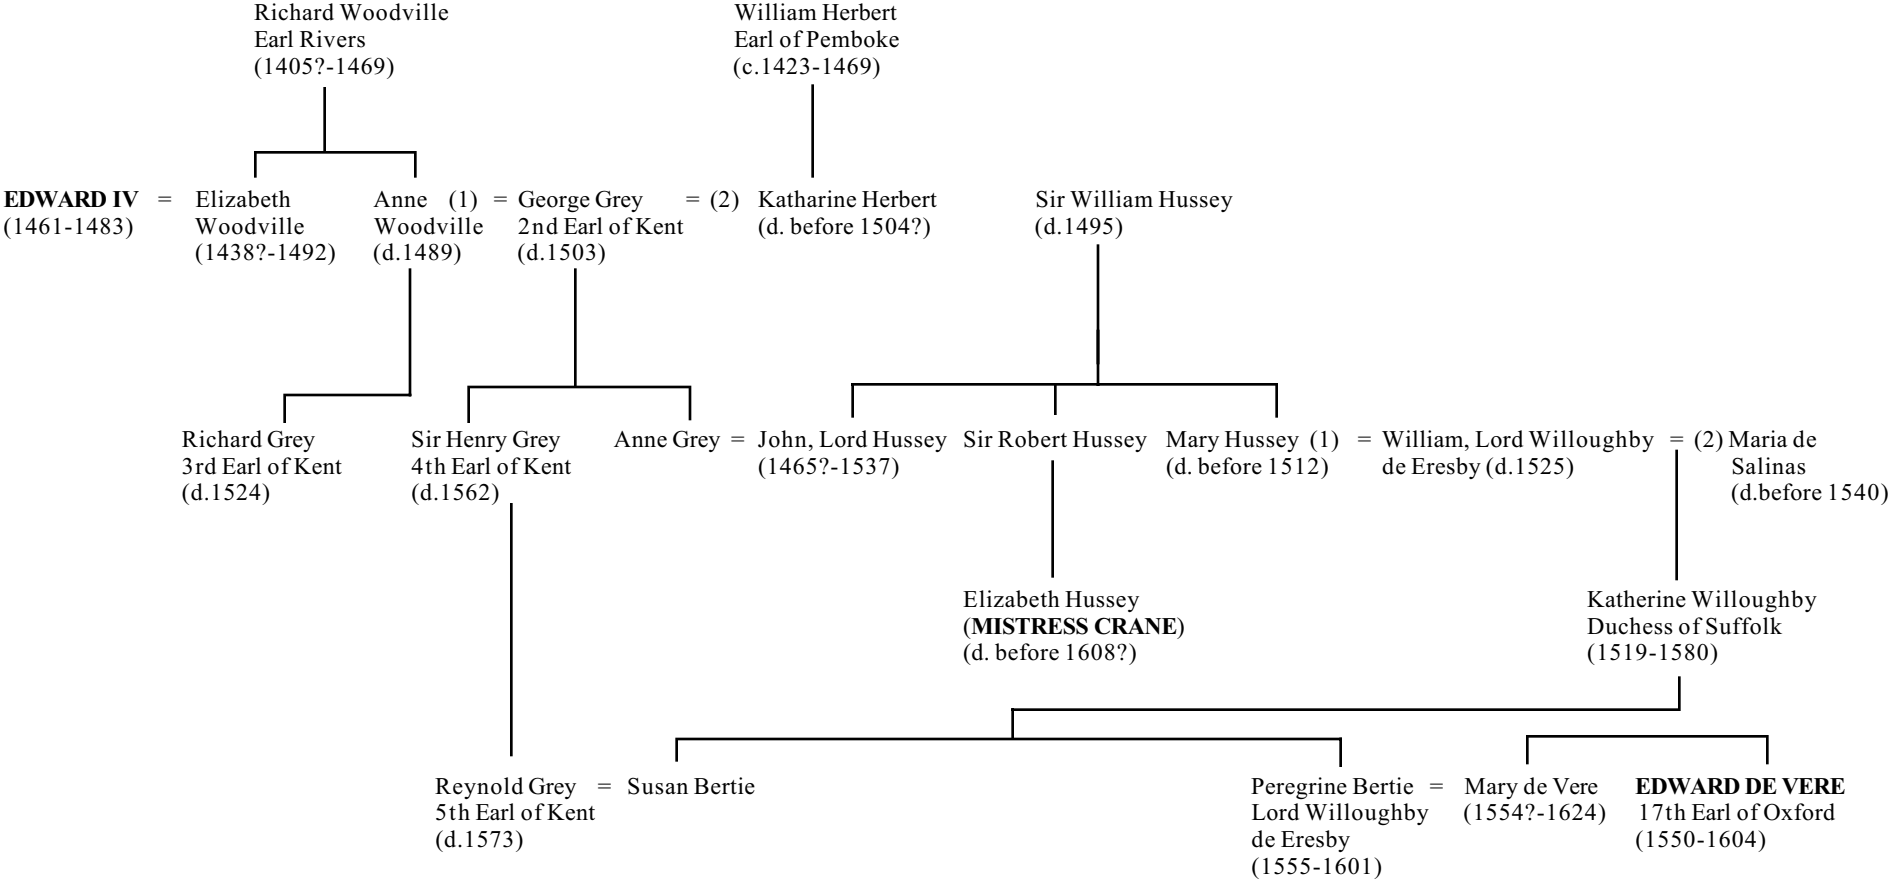 Richard Woodville
Earl Rivers
(1405?-1469)
William Herbert
Earl of Pemboke
(c.1423-1469)
EDWARD IV =
(1461-1483)
Elizabeth
Woodville
(1438?-1492)
Anne (1) =
Woodville
(d.1489)
George Grey = (2)
2nd Earl of Kent
(d.1503)
Katharine Herbert
(d. before 1504?)
Sir William Hussey
(d.1495)
Richard Grey
3rd Earl of Kent
(d.1524)
Sir Henry Grey
4th Earl of Kent
(d.1562)
Anne Grey =
John, Lord Hussey
(1465?-1537)
Sir Robert Hussey
Mary Hussey (1) =
(d. before 1512)
William, Lord Willoughby = (2)
de Eresby (d.1525)
Maria de
Salinas
(d.before 1540)
Elizabeth Hussey
(MISTRESS CRANE)
(d. before 1608?)
Katherine Willoughby
Duchess of Suffolk
(1519-1580)
Reynold Grey =
5th Earl of Kent
(d.1573)
Susan Bertie
Peregrine Bertie =
Lord Willoughby
de Eresby
(1555-1601)
Mary de Vere
(1554?-1624)
EDWARD DE VERE
17th Earl of Oxford
(1550-1604)